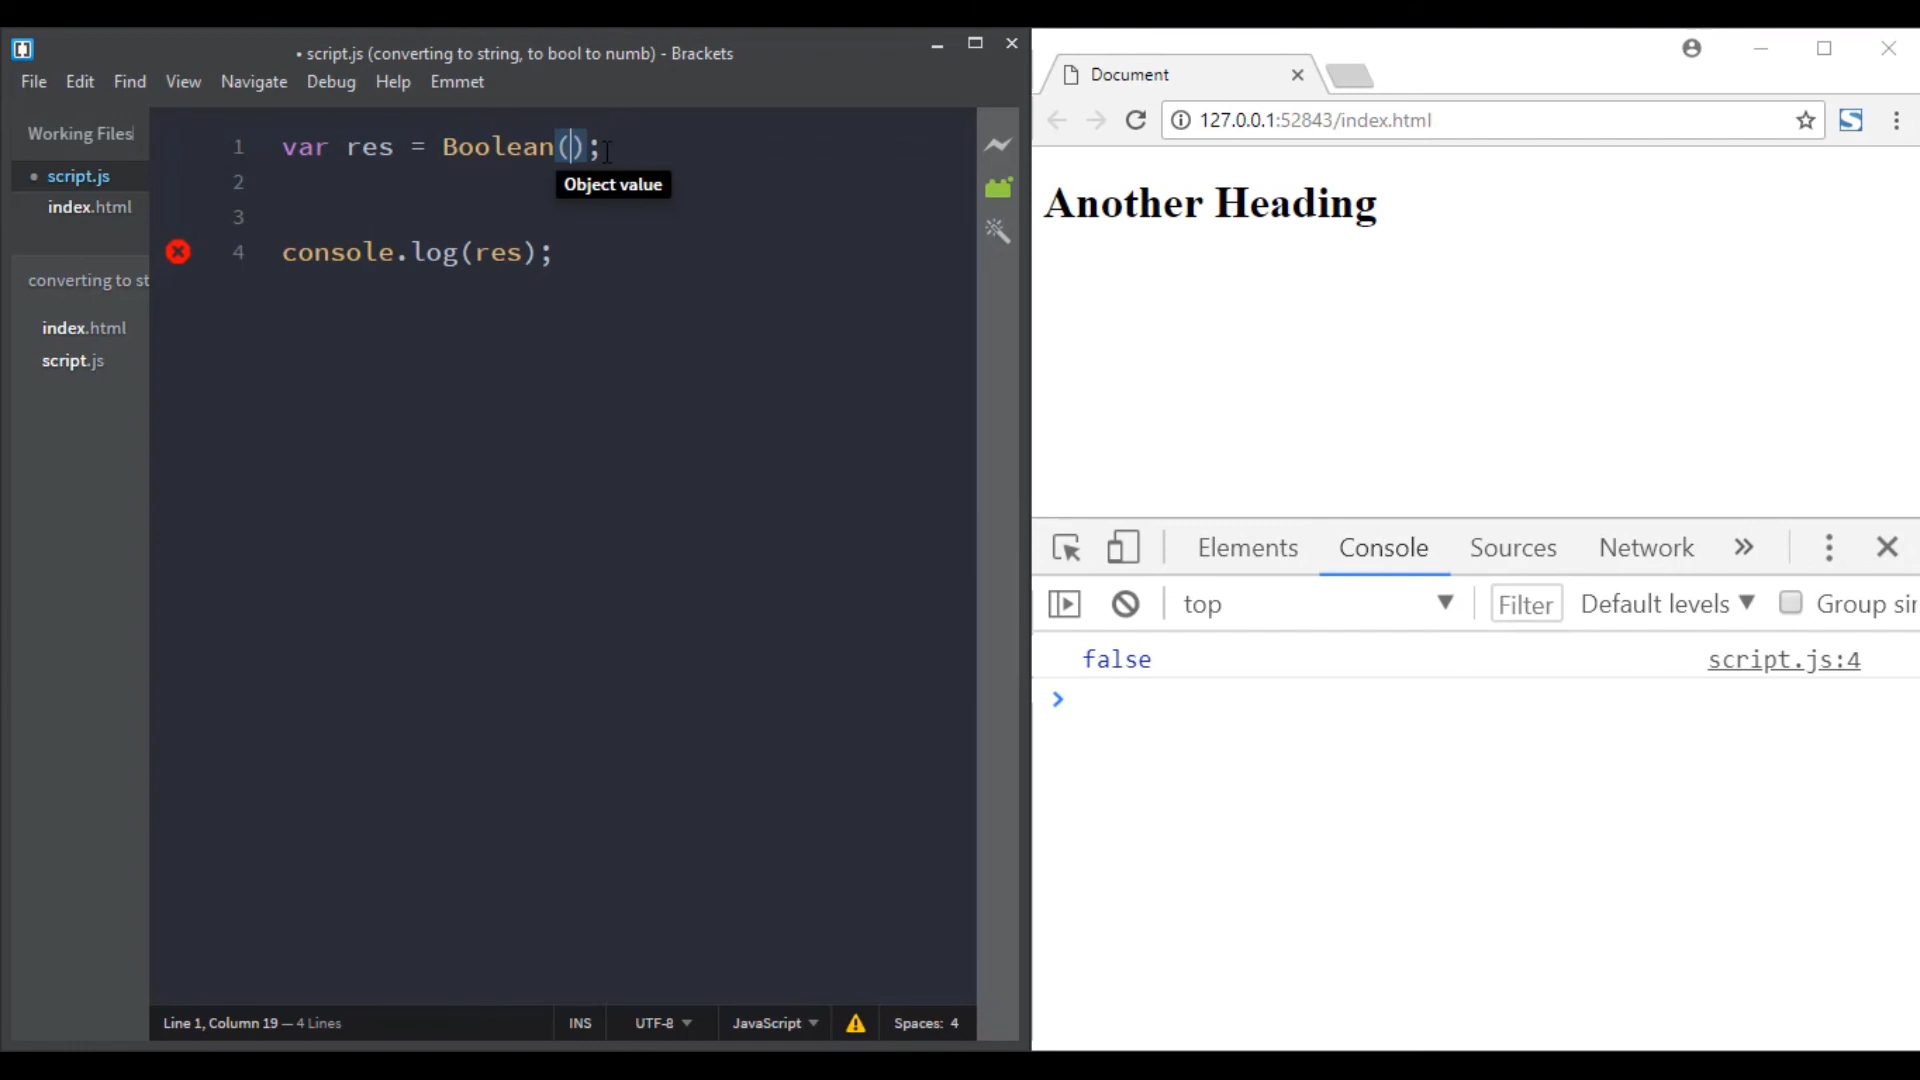 • script.js (converting to string, to bool to numb) - Brackets
File Edit Find View Navigate Debug Help Emmet
Working Files
• script.js
index.html
converting to st
index.html
script.js
1 var res = Boolean();
Object value
2
3
4 console.log(res);
Line 1, Column 19 — 4 Lines INS UTF-8 JavaScript Spaces: 4
Document
127.0.0.1:52843/index.html
Another Heading
Elements Console Sources Network »
top Filter Default levels Group sir
false script.js:4